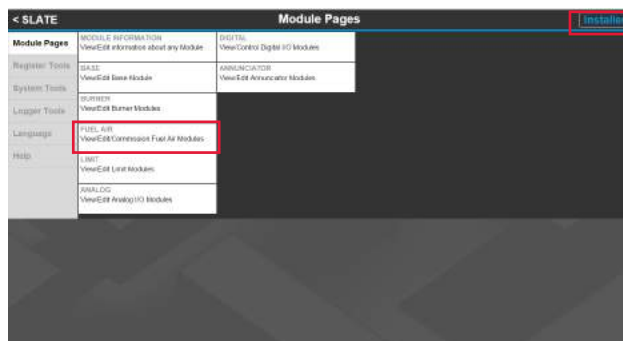 < SLATE
Module Pages
Installer
Module Pages
Register Tools
System Tools
Logger Tools
Language
Help
MODULE INFORMATION
View/Edit information about any Module
BASE
View/Edit Base Module
BURNER
View/Edit Burner Modules
FUEL AIR
View/Edit/Commission Fuel Air Modules
LIMIT
View/Edit Limit Modules
ANALOG
View/Edit Analog I/O Modules
DIGITAL
View/Control Digital I/O Modules
ANNUNCIATOR
View/Edit Annunciator Modules